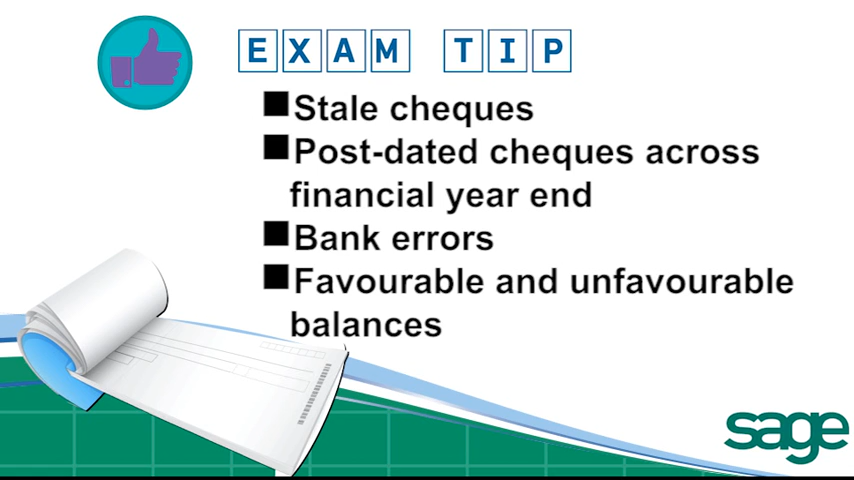 EXAM TIP
Stale cheques
Post-dated cheques across
financial year end
Bank errors
Favourable and unfavourable
balances
sage